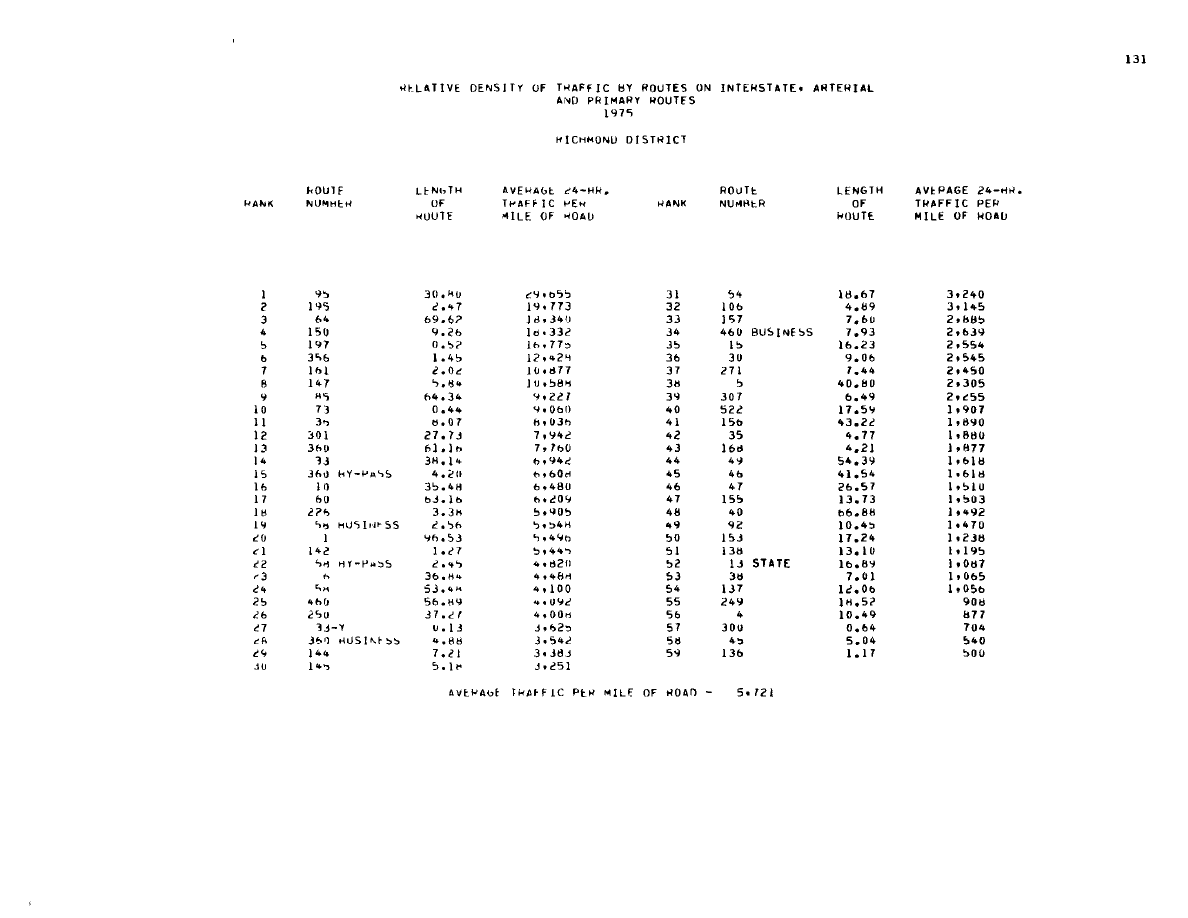 131
RELATIVE DENSITY OF TRAFFIC BY ROUTES ON INTERSTATE, ARTERIAL
AND PRIMARY ROUTES
1975
RICHMOND DISTRICT
ROUTE LENGTH AVERAGE 24-HR. ROUTE LENGTH AVERAGE 24-HR.
RANK NUMBER OF TRAFFIC PER RANK NUMBER OF TRAFFIC PER
ROUTE MILE OF ROAD ROUTE MILE OF ROAD
1 95 30.80 29,655 31 54 18.67 3,240
2 195 2.47 19,773 32 106 4.89 3,145
3 64 69.62 18,340 33 157 7.60 2,885
4 150 9.26 18,332 34 460 BUSINESS 7.93 2,639
5 197 0.52 16,775 35 15 16.23 2,554
6 356 1.45 12,429 36 30 9.06 2,545
7 161 2.02 10,877 37 271 7.44 2,450
8 147 5.84 10,588 38 5 40.80 2,305
9 85 64.34 9,227 39 307 6.49 2,255
10 73 0.44 9,060 40 522 17.59 1,907
11 36 8.07 8,036 41 156 43.22 1,890
12 301 27.73 7,942 42 35 4.77 1,880
13 360 61.16 7,760 43 168 4.21 1,877
14 33 38.14 6,942 44 49 54.39 1,618
15 360 BY-PASS 4.20 6,608 45 46 41.54 1,618
16 10 35.48 6,480 46 47 26.57 1,510
17 60 63.16 6,209 47 155 13.73 1,503
18 226 3.38 5,905 48 40 66.88 1,492
19 58 BUSINESS 2.56 5,548 49 92 10.45 1,470
20 1 96.53 5,496 50 153 17.24 1,238
21 142 1.27 5,445 51 138 13.10 1,195
22 58 BY-PASS 2.45 4,820 52 13 STATE 16.89 1,087
23 6 36.84 4,488 53 38 7.01 1,065
24 58 53.48 4,100 54 137 12.06 1,056
25 460 56.89 4,092 55 249 18.52 908
26 250 37.27 4,008 56 4 10.49 877
27 33-Y 0.13 3,625 57 300 0.64 704
28 360 BUSINESS 4.88 3,542 58 45 5.04 540
29 144 7.21 3,383 59 136 1.17 500
30 145 5.18 3,251
AVERAGE TRAFFIC PER MILE OF ROAD - 5,721